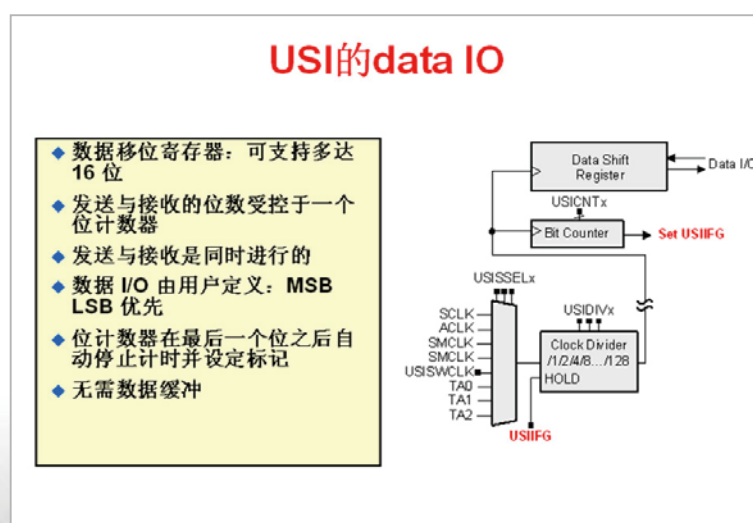 USI的data IO
◆ 数据移位寄存器：可支持多达
16 位
◆ 发送与接收的位数受控于一个
位计数器
◆ 发送与接收是同时进行的
◆ 数据 I/O 由用户定义：MSB
LSB 优先
◆ 位计数器在最后一个位之后自
动停止计时并设定标记
◆ 无需数据缓冲
Data Shift
Register
Data I/O
USICNTx
Bit Counter
Set USIIFG
USISSELx
SCLK
ACLK
SMCLK
SMCLK
USISWCLK
TA0
TA1
TA2
USIDIVx
Clock Divider
/1/2/4/8.../128
HOLD
USIIFG